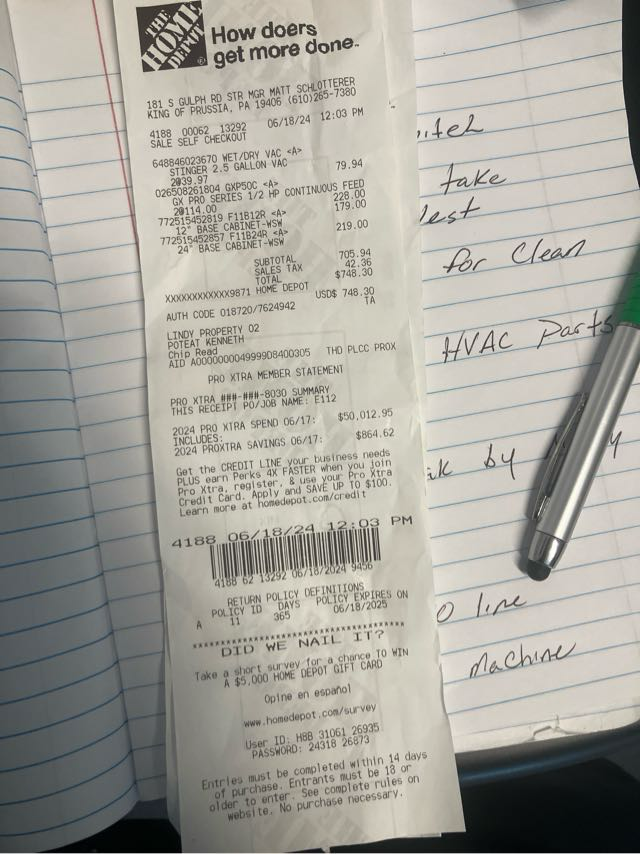 THE
HOME
DEPOT
How doers
get more done.
181 S GULPH RD STR MGR MATT SCHLOTTERER
KING OF PRUSSIA, PA 19406 (610)265-7380
4188 00062 13292 06/18/24 12:03 PM
SALE SELF CHECKOUT
648846023670 WET/DRY VAC <A>
STINGER 2.5 GALLON VAC
2@39.97 79.94
026508261804 GXP50C <A>
GX PRO SERIES 1/2 HP CONTINUOUS FEED
2@114.00 228.00
772515452819 F11B12R <A> 179.00
12" BASE CABINET-WSW
772515452857 F11B24R <A> 219.00
24" BASE CABINET-WSW
SUBTOTAL 705.94
SALES TAX 42.36
TOTAL $748.30
XXXXXXXXXXXX9871 HOME DEPOT
USD$ 748.30
AUTH CODE 018720/7624942 TA
LINDY PROPERTY 02
POTEAT KENNETH
Chip Read
AID A0000000049999D8400305 THD PLCC PROX
PRO XTRA MEMBER STATEMENT
PRO XTRA ###-###-8030 SUMMARY
THIS RECEIPT PO/JOB NAME: E112
2024 PRO XTRA SPEND 06/17: $50,012.95
INCLUDES:
2024 PROXTRA SAVINGS 06/17: $864.62
Get the CREDIT LINE your business needs
PLUS earn Perks 4X FASTER when you join
Pro Xtra, register, & use your Pro Xtra
Credit Card. Apply and SAVE UP TO $100.
Learn more at homedepot.com/credit
4188 06/18/24 12:03 PM
4188 62 13292 06/18/2024 9456
RETURN POLICY DEFINITIONS
POLICY ID DAYS POLICY EXPIRES ON
A 11 365 06/18/2025
DID WE NAIL IT?
Take a short survey for a chance TO WIN
A $5,000 HOME DEPOT GIFT CARD
Opine en español
www.homedepot.com/survey
User ID: H8B 31061 26935
PASSWORD: 24318 26873
Entries must be completed within 14 days
of purchase. Entrants must be 18 or
older to enter. See complete rules on
website. No purchase necessary.
take
for Clean
HVAC Parts
by
line
Machine